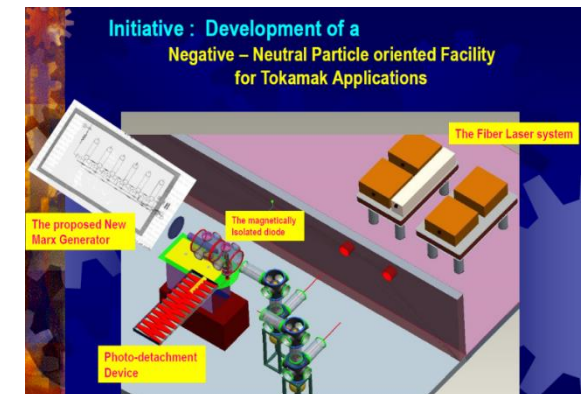 Initiative : Development of a
Negative – Neutral Particle oriented Facility
for Tokamak Applications
The Fiber Laser system
The proposed New
Marx Generator
The magnetically
Isolated diode
Photo-detachment
Device